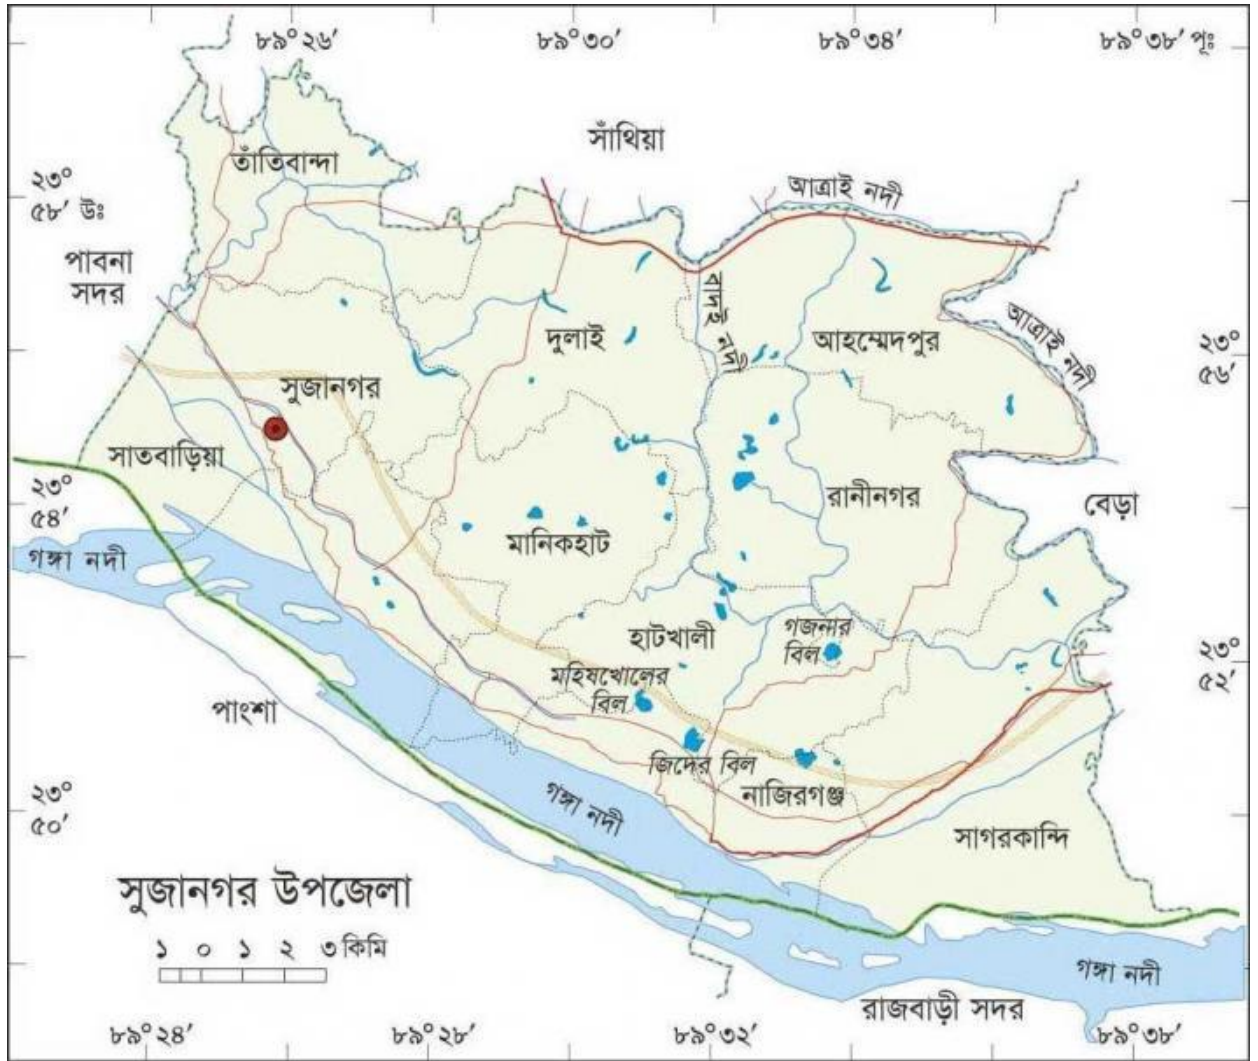 ৮৯° ২৬′
৮৯° ৩০′
৮৯° ৩৪′
৮৯° ৩৮′ পূঃ
সাঁথিয়া
তাঁতিবান্দা
২৩°
৫৮′ উঃ
আত্রাই নদী
পাবনা
সদর
বাদাই নদী
দুলাই
আহম্মেদপুর
আত্রাই নদী
২৩°
৫৬′
সুজানগর
সাতবাড়িয়া
২৩°
৫৪′
রানীনগর
বেড়া
গঙ্গা নদী
মানিকহাট
হাটখালী
গজনার
বিল
২৩°
৫২′
মহিষখোলের
বিল
পাংশা
জিদের বিল
নাজিরগঞ্জ
২৩°
৫০′
গঙ্গা নদী
সাগরকান্দি
সুজানগর উপজেলা
১ ০ ১ ২ ৩ কিমি
গঙ্গা নদী
রাজবাড়ী সদর
৮৯° ২৪′
৮৯° ২৮′
৮৯° ৩২′
৮৯° ৩৮′